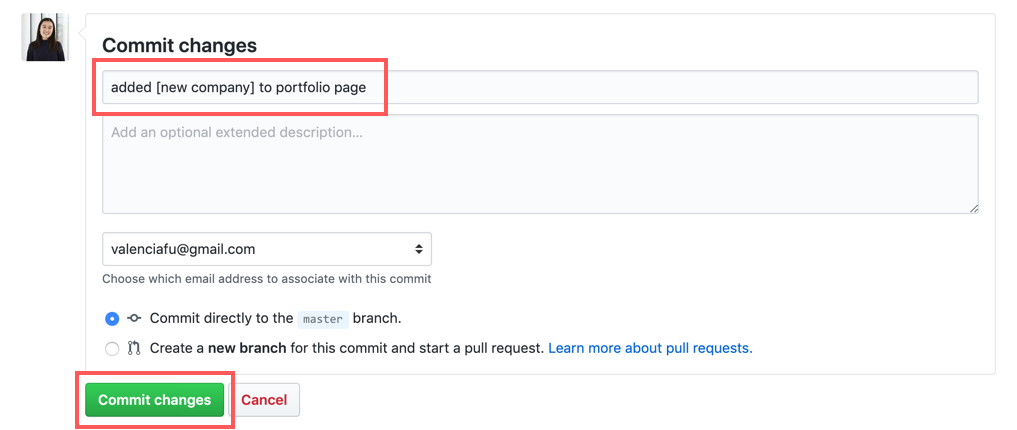 Commit changes
added [new company] to portfolio page
Add an optional extended description...
valenciafu@gmail.com
Choose which email address to associate with this commit
Commit directly to the master branch.
Create a new branch for this commit and start a pull request. Learn more about pull requests.
Commit changes Cancel